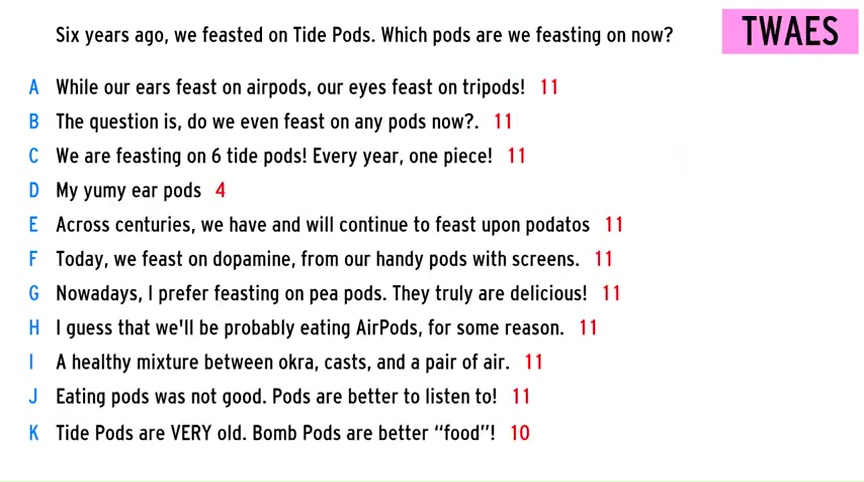 Six years ago, we feasted on Tide Pods. Which pods are we feasting on now?
TWAES
A While our ears feast on airpods, our eyes feast on tripods! 11
B The question is, do we even feast on any pods now?. 11
C We are feasting on 6 tide pods! Every year, one piece! 11
D My yumy ear pods 4
E Across centuries, we have and will continue to feast upon podatos 11
F Today, we feast on dopamine, from our handy pods with screens. 11
G Nowadays, I prefer feasting on pea pods. They truly are delicious! 11
H I guess that we'll be probably eating AirPods, for some reason. 11
I A healthy mixture between okra, casts, and a pair of air. 11
J Eating pods was not good. Pods are better to listen to! 11
K Tide Pods are VERY old. Bomb Pods are better “food”! 10